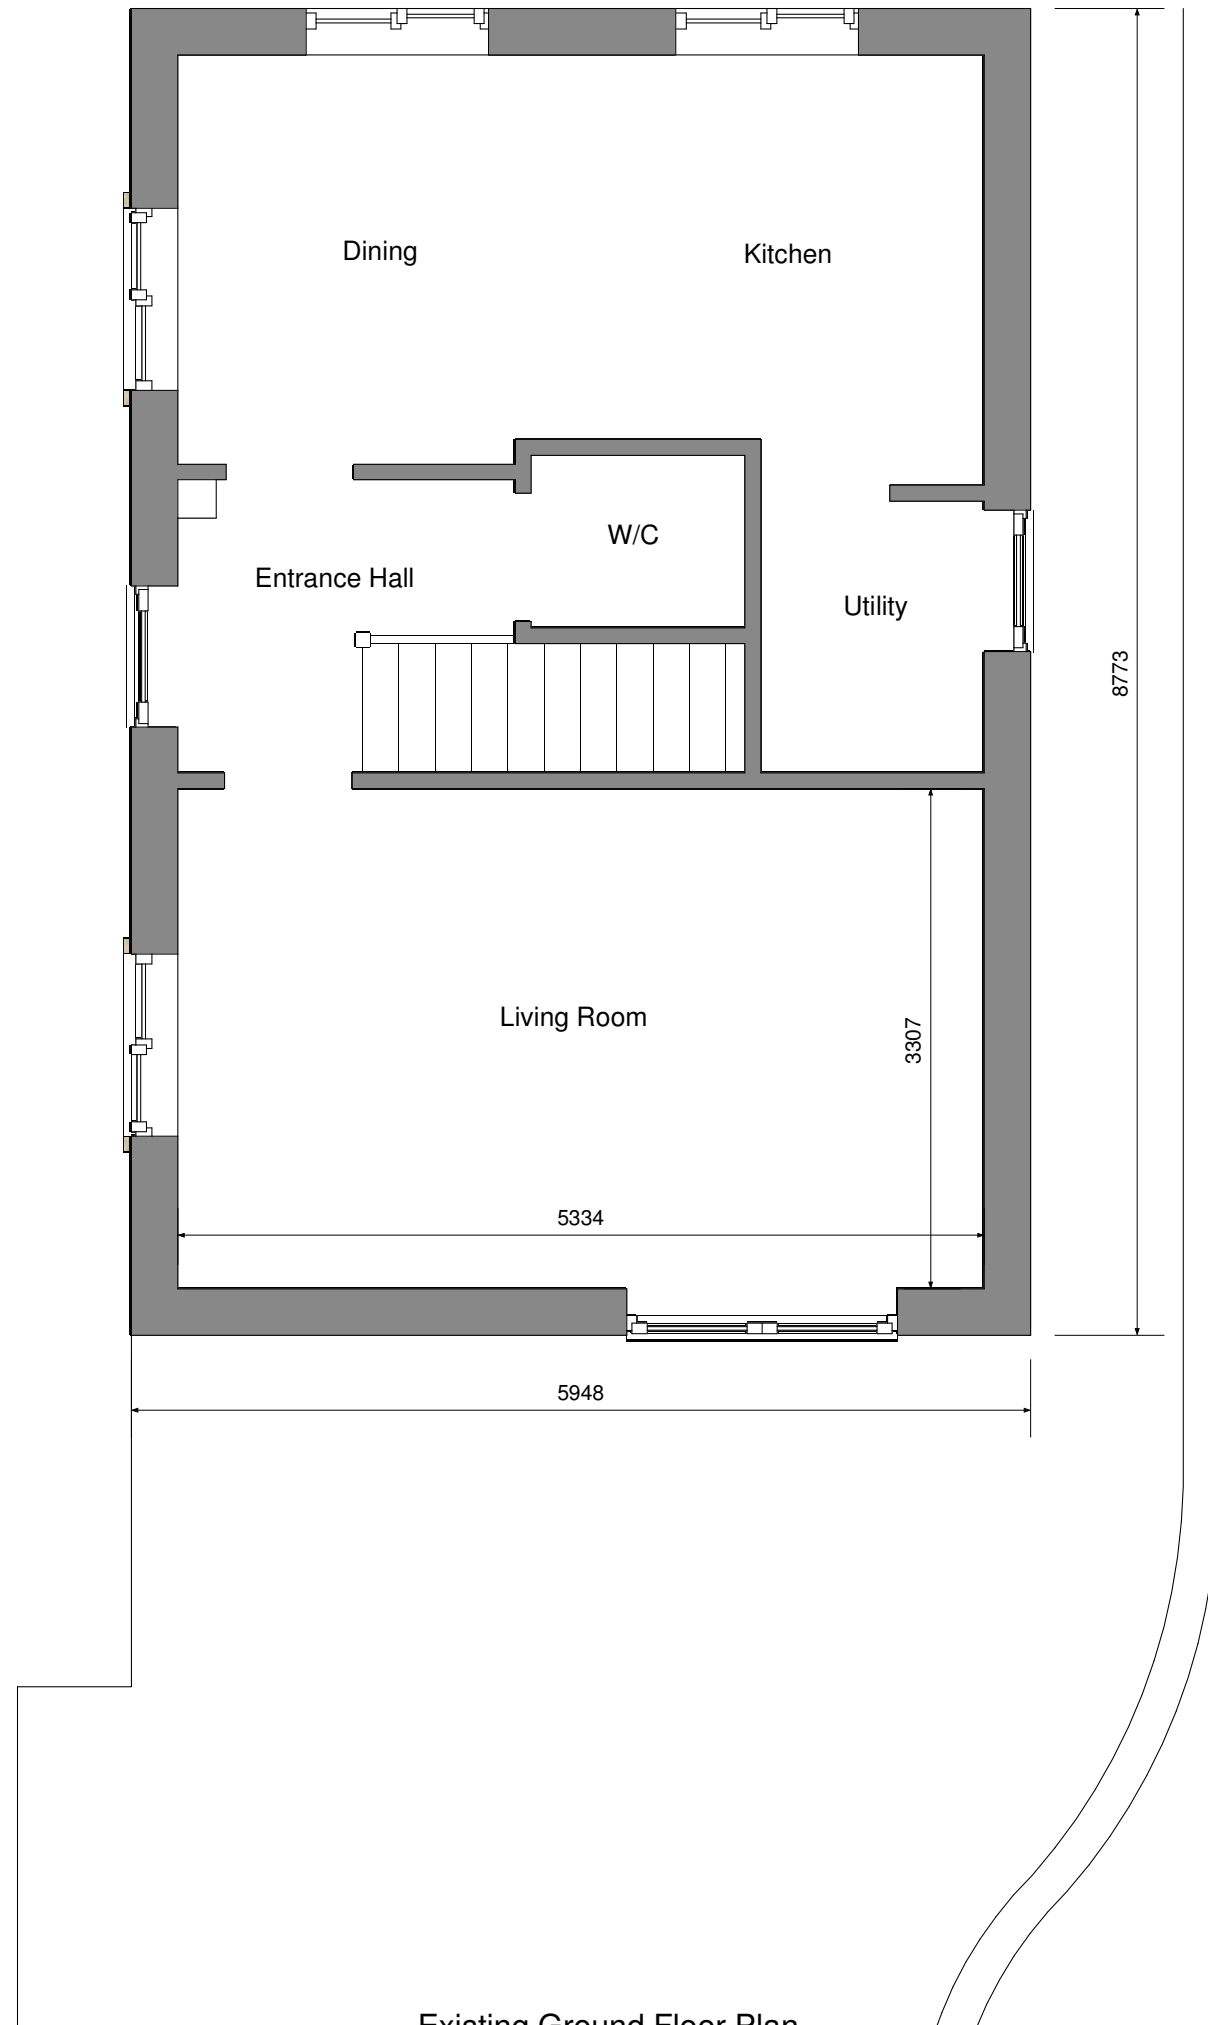 Dining
Kitchen
W/C
Entrance Hall
Utility
8773
Living Room
3307
5334
5948
Existing Ground Floor Plan